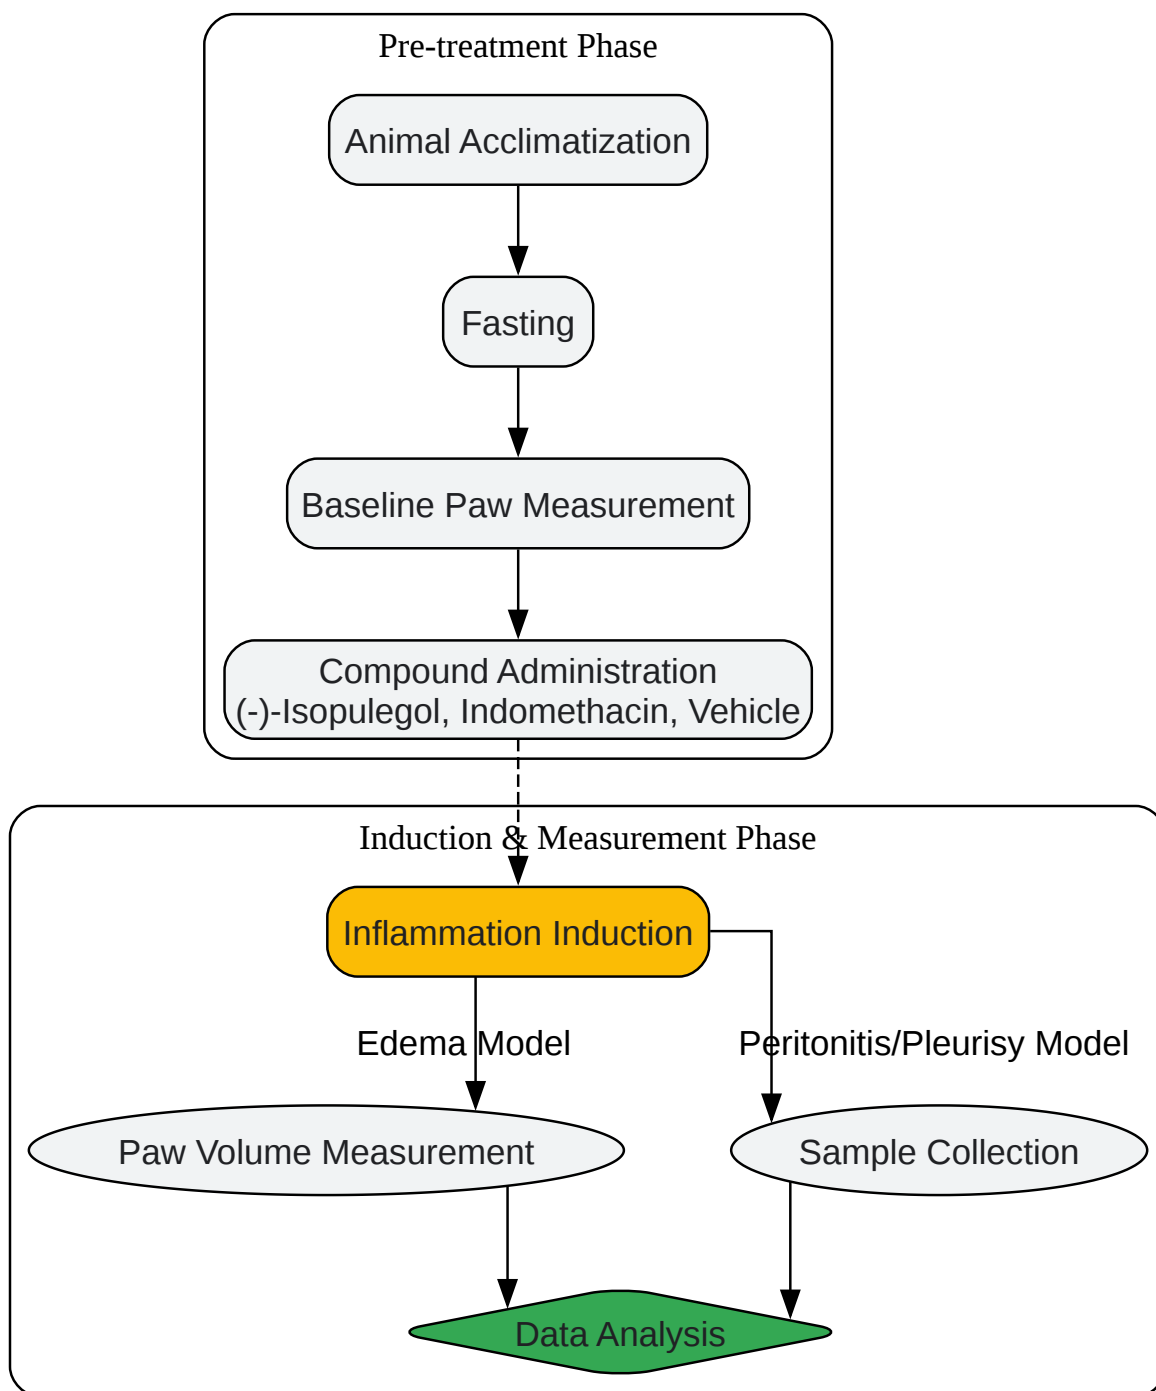 Pre-treatment Phase
Animal Acclimatization
Fasting
Baseline Paw Measurement
Compound Administration
(-)-Isopulegol, Indomethacin, Vehicle
Induction & Measurement Phase
Inflammation Induction
Edema Model
Peritonitis/Pleurisy Model
Paw Volume Measurement
Sample Collection
Data Analysis